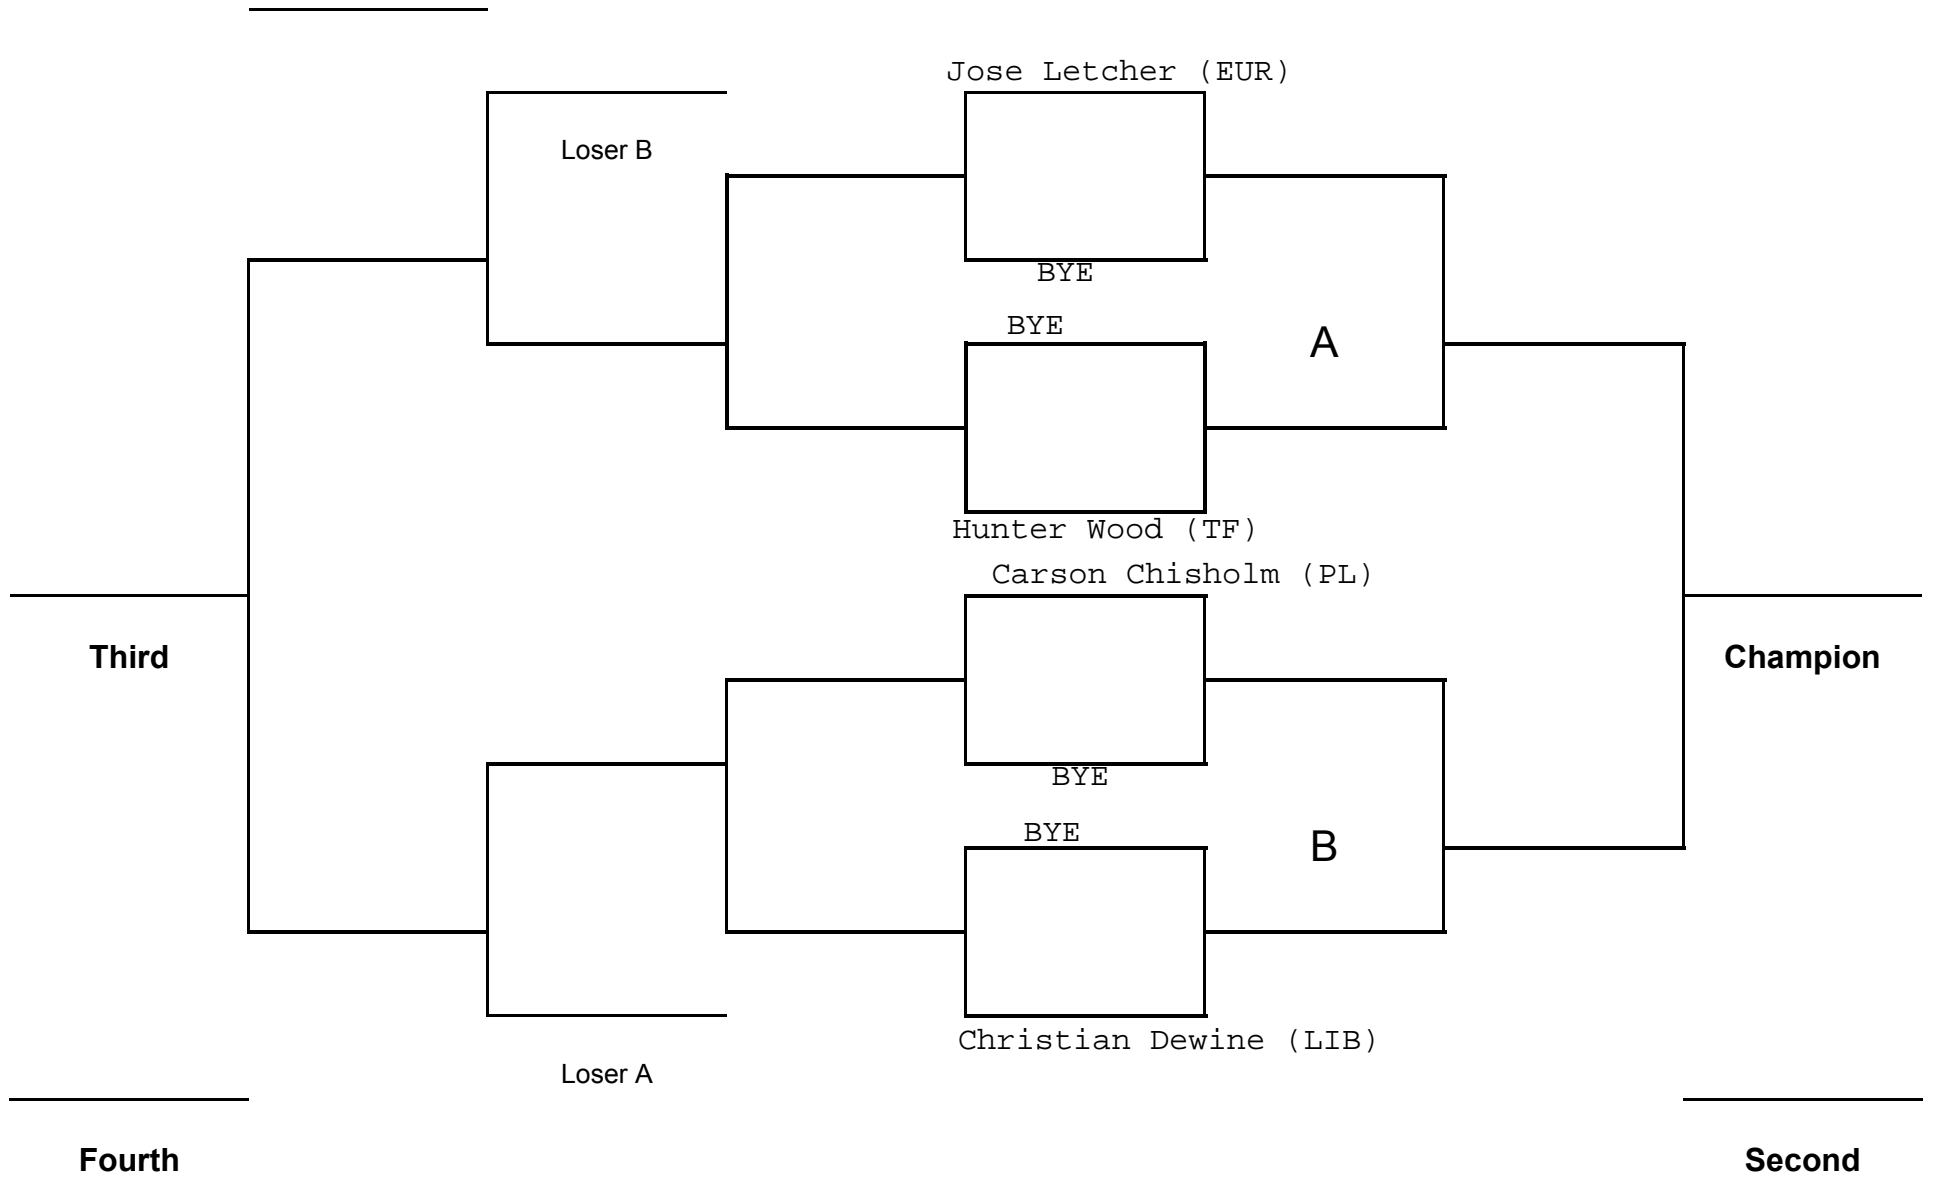 Jose Letcher (EUR)
Loser B
BYE
BYE
A
Hunter Wood (TF)
Carson Chisholm (PL)
Third
Champion
BYE
BYE
B
Christian Dewine (LIB)
Loser A
Fourth
Second